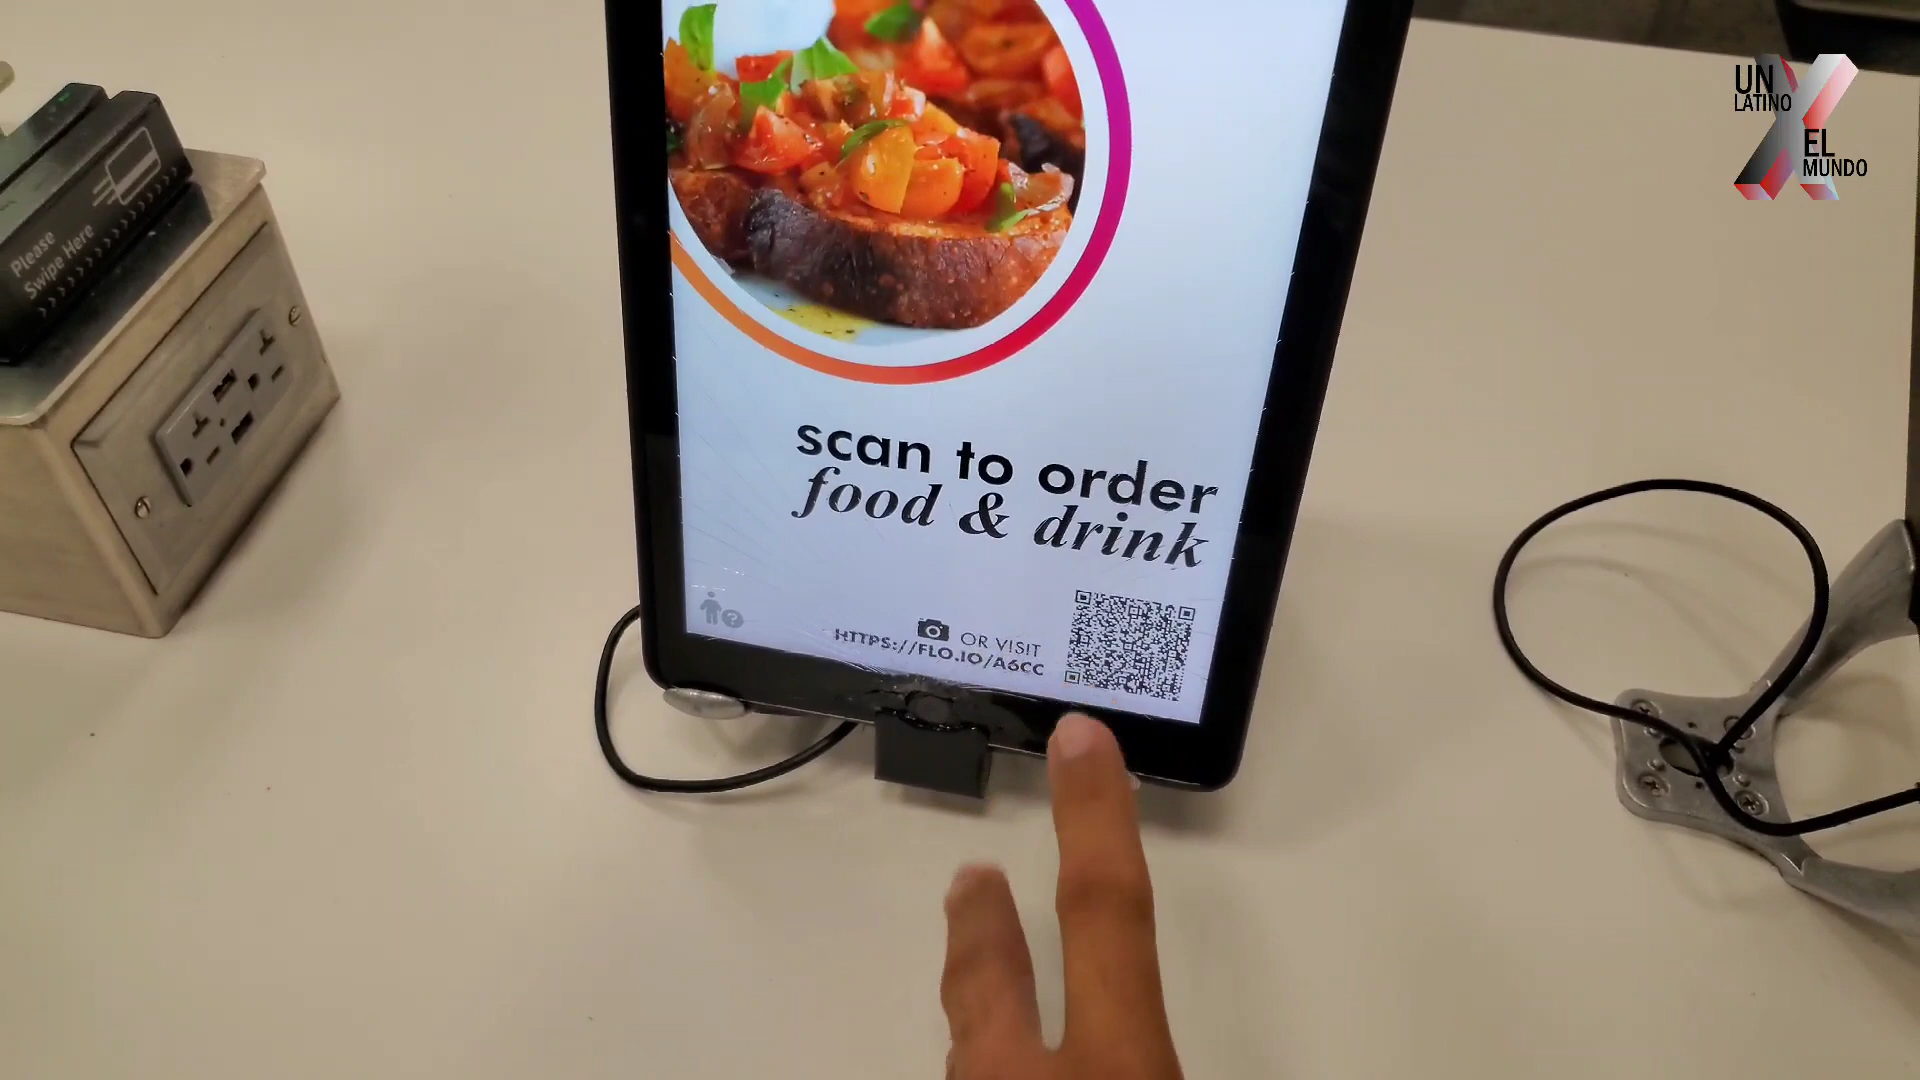 Please
Swipe Here
scan to order
food & drink
OR VISIT
HTTPS://FLO.IO/A6CC
?
UN
LATINO
X
EL
MUNDO